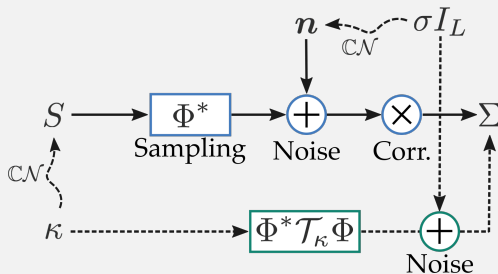 n
σI_L
ℂ𝒩
S
Φ*
+
×
Σ
Sampling
Noise
Corr.
ℂ𝒩
κ
Φ*𝒯_κΦ
+
Noise